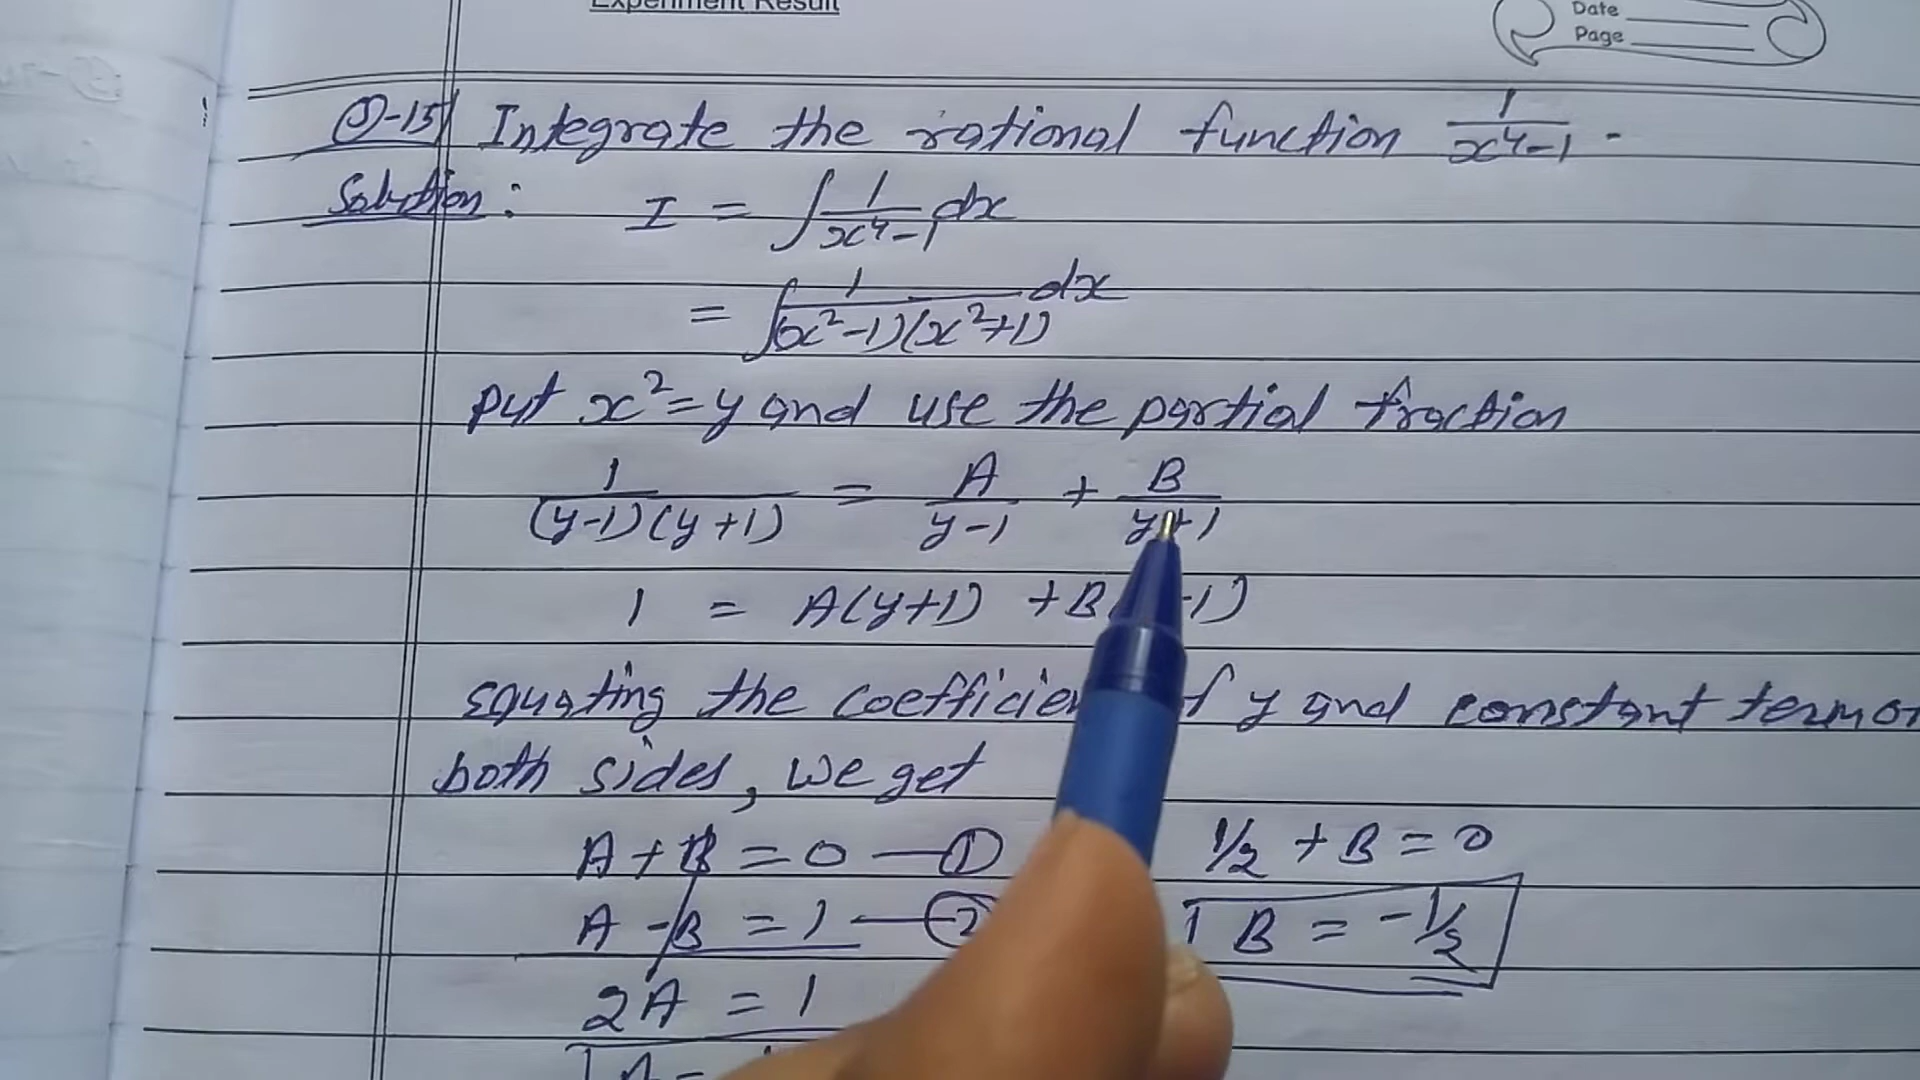 Experiment Result
Date
Page
Q-15 Integrate the rational function 1/(x⁴-1) .
Solution: I = ∫ 1/(x⁴-1) dx
= ∫ 1/((x²-1)(x²+1)) dx
put x² = y and use the partial fraction
1/((y-1)(y+1)) = A/(y-1) + B/(y+1)
1 = A(y+1) + B( -1)
equating the coefficien f y and constant term on
both sides, we get
A + B = 0 — ①
1/2 + B = 0
A - B = 1 — ②
B = -1/2
2A = 1
A =